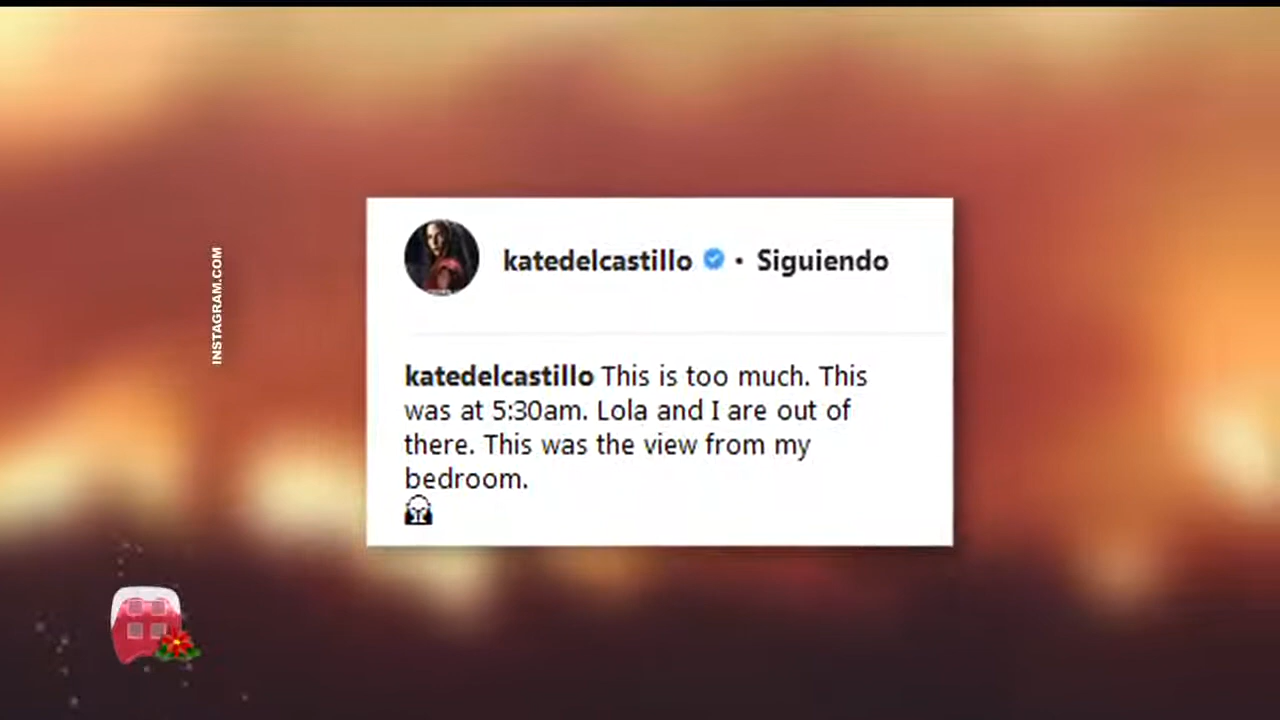 INSTAGRAM.COM
katedelcastillo • Siguiendo
katedelcastillo This is too much. This
was at 5:30am. Lola and I are out of
there. This was the view from my
bedroom.